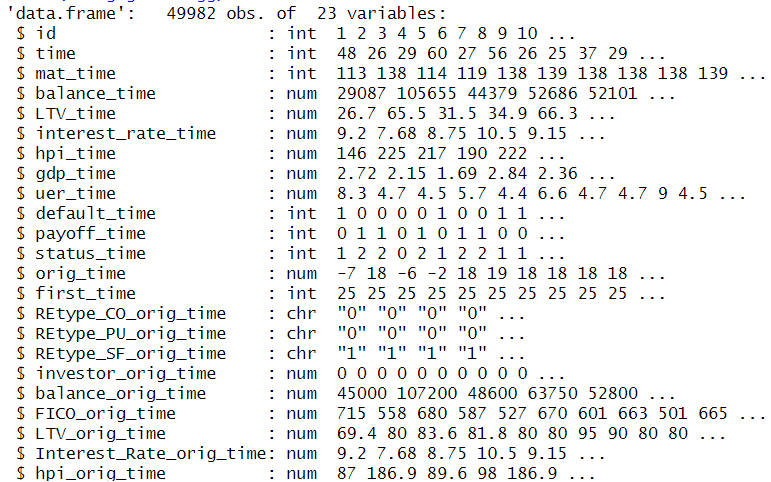 'data.frame':   49982 obs. of  23 variables:
 $ id                     : int  1 2 3 4 5 6 7 8 9 10 ...
 $ time                   : int  48 26 29 60 27 56 26 25 37 29 ...
 $ mat_time               : int  113 138 114 119 138 139 138 138 138 139 ...
 $ balance_time           : num  29087 105655 44379 52686 52101 ...
 $ LTV_time               : num  26.7 65.5 31.5 34.9 66.3 ...
 $ interest_rate_time     : num  9.2 7.68 8.75 10.5 9.15 ...
 $ hpi_time               : num  146 225 217 190 222 ...
 $ gdp_time               : num  2.72 2.15 1.69 2.84 2.36 ...
 $ uer_time               : num  8.3 4.7 4.5 5.7 4.4 6.6 4.7 4.7 9 4.5 ...
 $ default_time           : int  1 0 0 0 0 1 0 0 1 1 ...
 $ payoff_time            : int  0 1 1 0 1 0 1 1 0 0 ...
 $ status_time            : int  1 2 2 0 2 1 2 2 1 1 ...
 $ orig_time              : num  -7 18 -6 -2 18 19 18 18 18 18 ...
 $ first_time             : int  25 25 25 25 25 25 25 25 25 25 ...
 $ REtype_CO_orig_time    : chr  "0" "0" "0" "0" ...
 $ REtype_PU_orig_time    : chr  "0" "0" "0" "0" ...
 $ REtype_SF_orig_time    : chr  "1" "1" "1" "1" ...
 $ investor_orig_time     : num  0 0 0 0 0 0 0 0 0 0 ...
 $ balance_orig_time      : num  45000 107200 48600 63750 52800 ...
 $ FICO_orig_time         : num  715 558 680 587 527 670 601 663 501 665 ...
 $ LTV_orig_time          : num  69.4 80 83.6 81.8 80 80 95 90 80 80 ...
 $ Interest_Rate_orig_time: num  9.2 7.68 8.75 10.5 9.15 ...
 $ hpi_orig_time          : num  87 186.9 89.6 98 186.9 ...